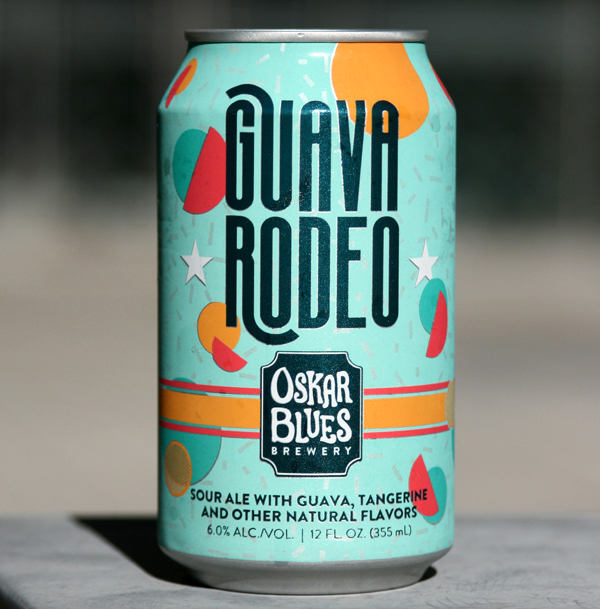 GUAVA
RODEO
OSKAR
BLUES
BREWERY
SOUR ALE WITH GUAVA, TANGERINE
AND OTHER NATURAL FLAVORS
6.0% ALC./VOL. | 12 FL. OZ. (355 mL)